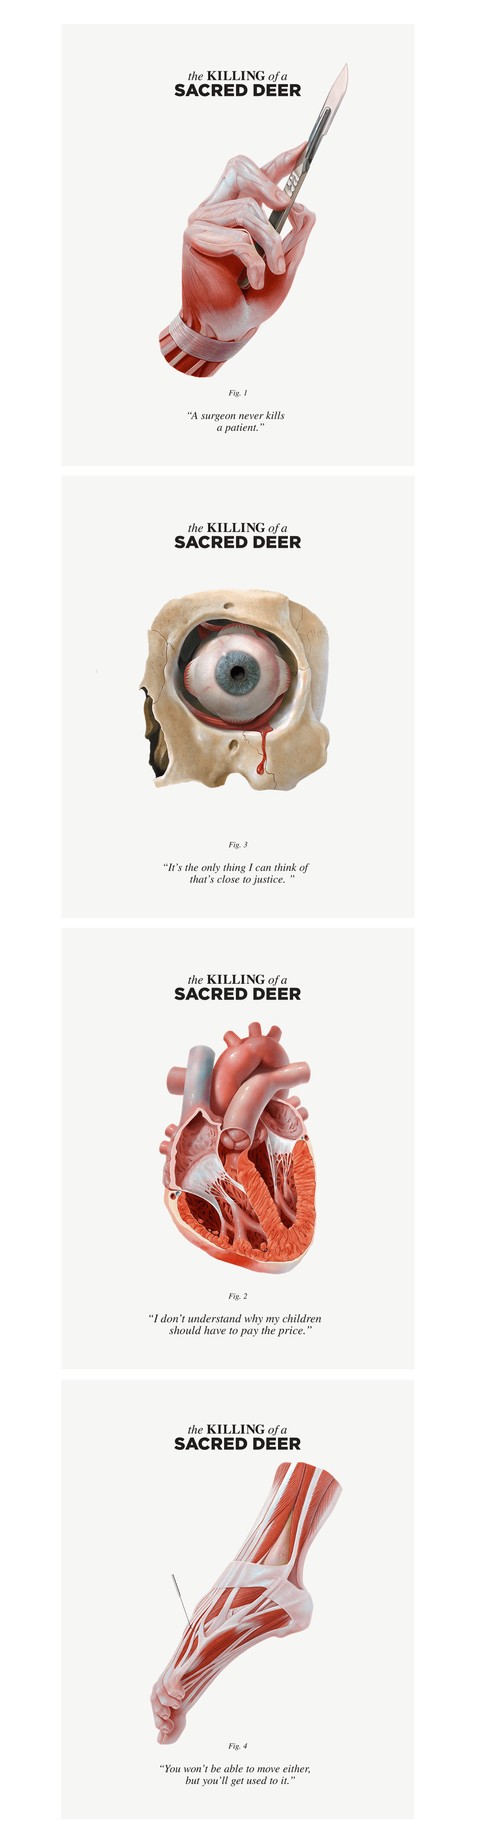 the KILLING of a
SACRED DEER
Fig. 1
“A surgeon never kills
a patient.”
the KILLING of a
SACRED DEER
Fig. 3
“It’s the only thing I can think of
that’s close to justice. ”
the KILLING of a
SACRED DEER
Fig. 2
“I don’t understand why my children
should have to pay the price.”
the KILLING of a
SACRED DEER
Fig. 4
“You won’t be able to move either,
but you’ll get used to it.”